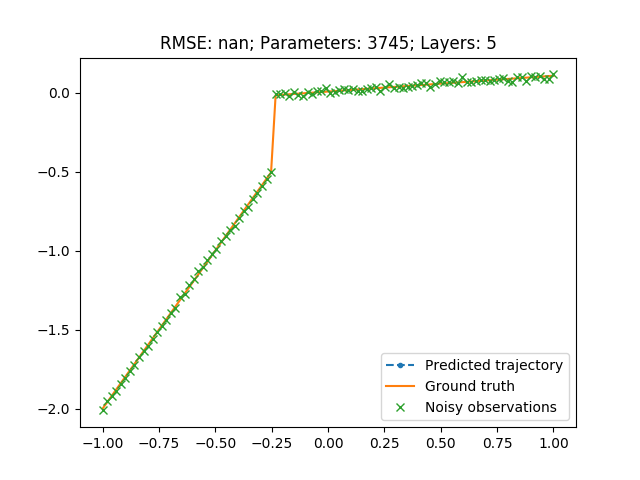 RMSE: nan; Parameters: 3745; Layers: 5
0.0
−0.5
−1.0
−1.5
−2.0
Predicted trajectory
Ground truth
Noisy observations
−1.00 −0.75 −0.50 −0.25 0.00 0.25 0.50 0.75 1.00